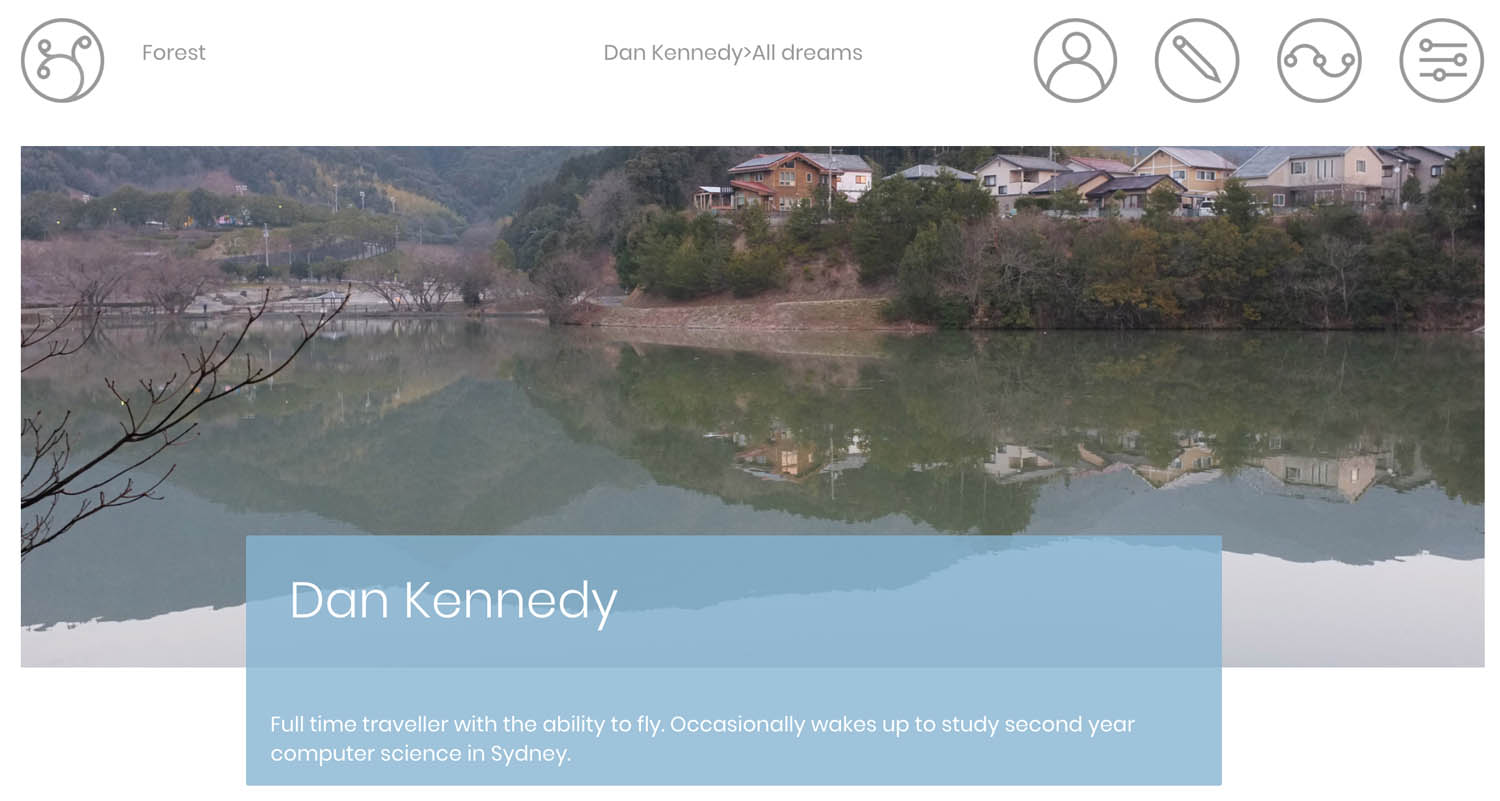 Forest
Dan Kennedy>All dreams
Dan Kennedy
Full time traveller with the ability to fly. Occasionally wakes up to study second year
computer science in Sydney.